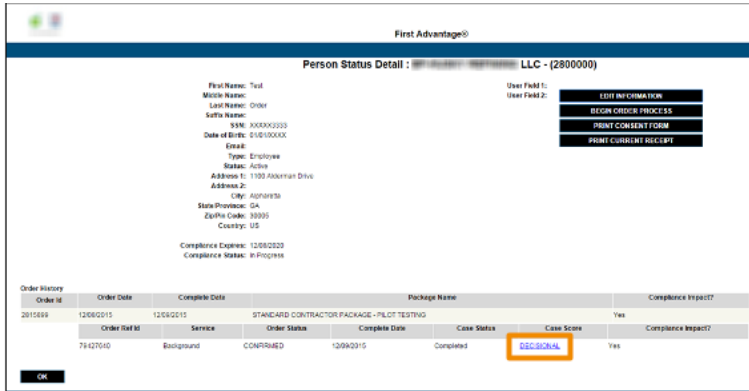 First Advantage®
Person Status Detail : LLC - (2800000)
First Name: Test
Middle Name:
Last Name: Order
Suffix Name:
SSN: XXXXX3333
Date of Birth: 01/01/XXXX
Email:
Type: Employee
Status: Active
Address 1: 1100 Alderman Drive
Address 2:
City: Alpharetta
State/Province: GA
Zip/Pin Code: 30005
Country: US
Compliance Expires: 12/08/2020
Compliance Status: In Progress
User Field 1:
User Field 2:
EDIT INFORMATION
BEGIN ORDER PROCESS
PRINT CONSENT FORM
PRINT CURRENT RECEIPT
Order History
Order Id Order Date Complete Date Package Name Compliance Impact?
2815699 12/08/2015 12/09/2015 STANDARD CONTRACTOR PACKAGE - PILOT TESTING Yes
Order Ref Id Service Order Status Complete Date Case Status Case Score Compliance Impact?
79427040 Background CONFIRMED 12/09/2015 Completed DECISIONAL Yes
OK